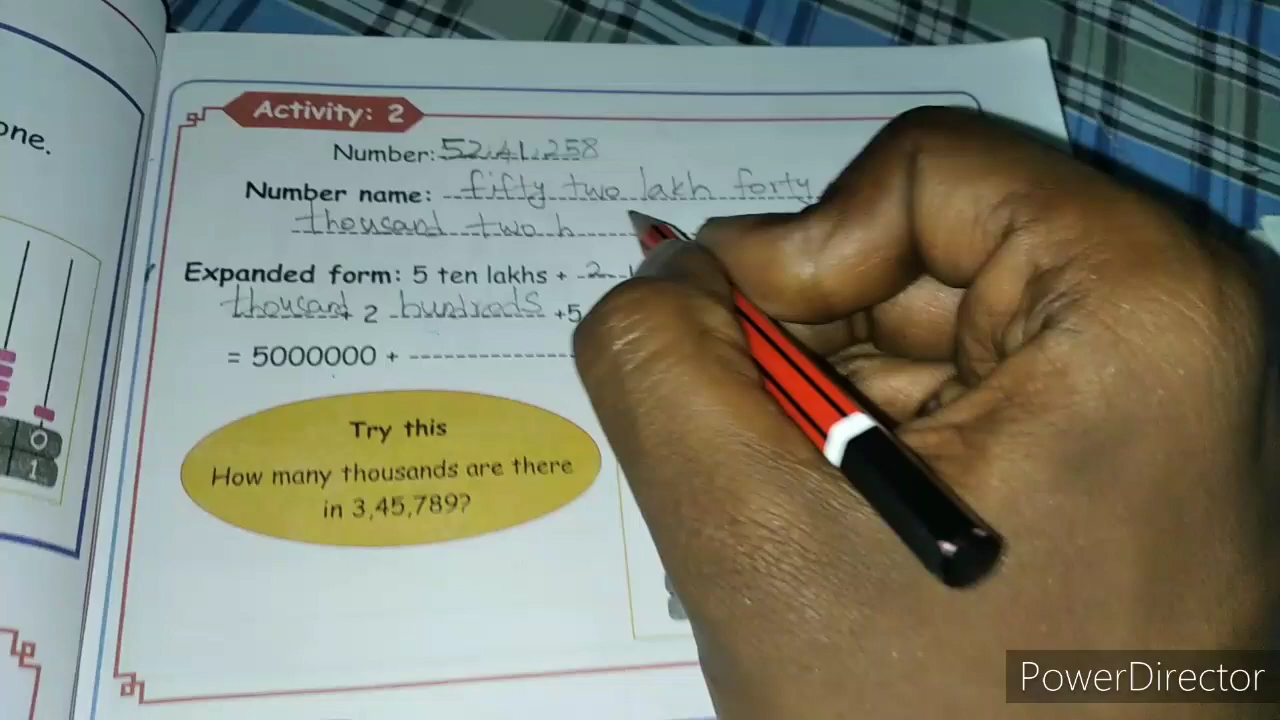 one.
Activity: 2
Number: 52,41,258
Number name: fifty two lakh forty
thousand two h
Expanded form: 5 ten lakhs + 2
thousand 2 hundreds +5
= 5000000 +
Try this
How many thousands are there
in 3,45,789?
0
1
PowerDirector